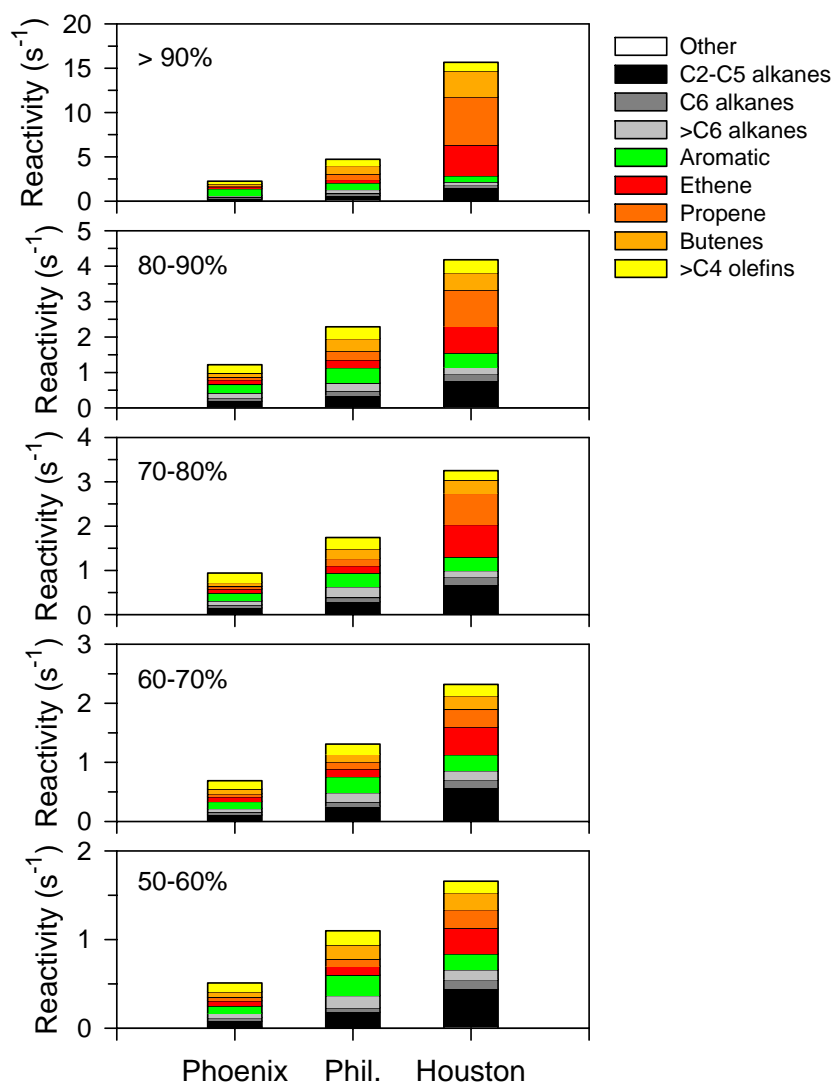 20
15
10
5
0
Reactivity (s⁻¹)
> 90%
Other
C2-C5 alkanes
C6 alkanes
>C6 alkanes
Aromatic
Ethene
Propene
Butenes
>C4 olefins
5
4
3
2
1
0
Reactivity (s⁻¹)
80-90%
4
3
2
1
0
Reactivity (s⁻¹)
70-80%
3
2
1
0
Reactivity (s⁻¹)
60-70%
2
1
0
Reactivity (s⁻¹)
50-60%
Phoenix Phil. Houston